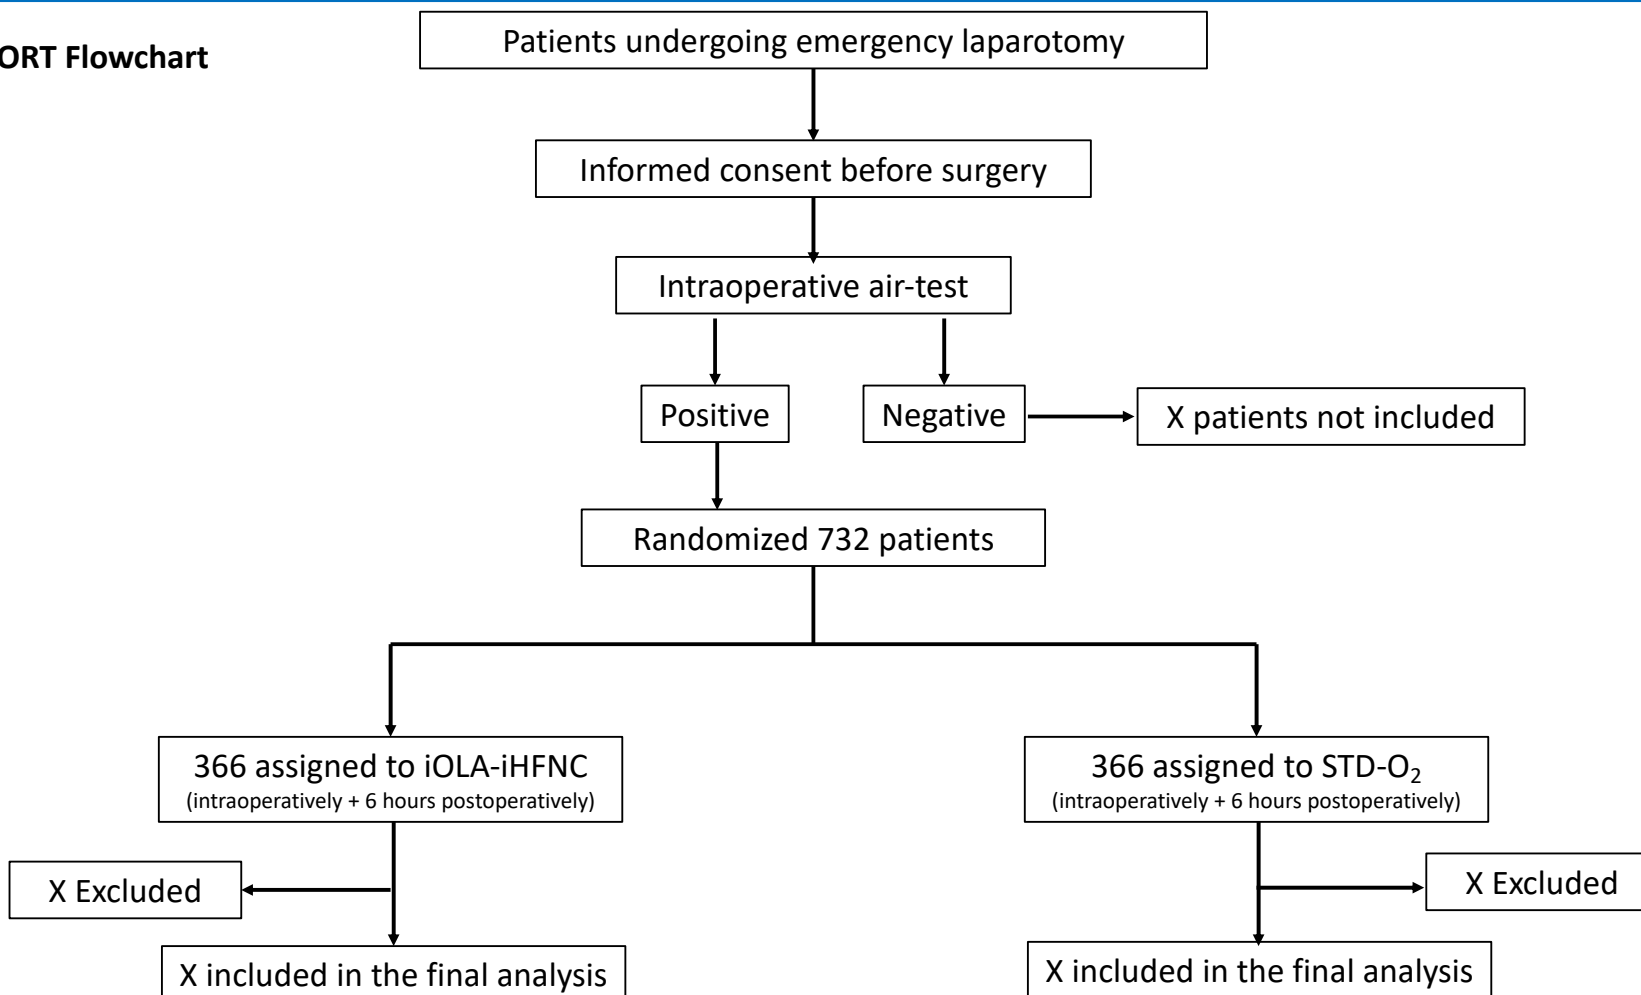 ORT Flowchart
Patients undergoing emergency laparotomy
Informed consent before surgery
Intraoperative air-test
Positive
Negative
X patients not included
Randomized 732 patients
366 assigned to iOLA-iHFNC
(intraoperatively + 6 hours postoperatively)
366 assigned to STD-O₂
(intraoperatively + 6 hours postoperatively)
X Excluded
X Excluded
X included in the final analysis
X included in the final analysis